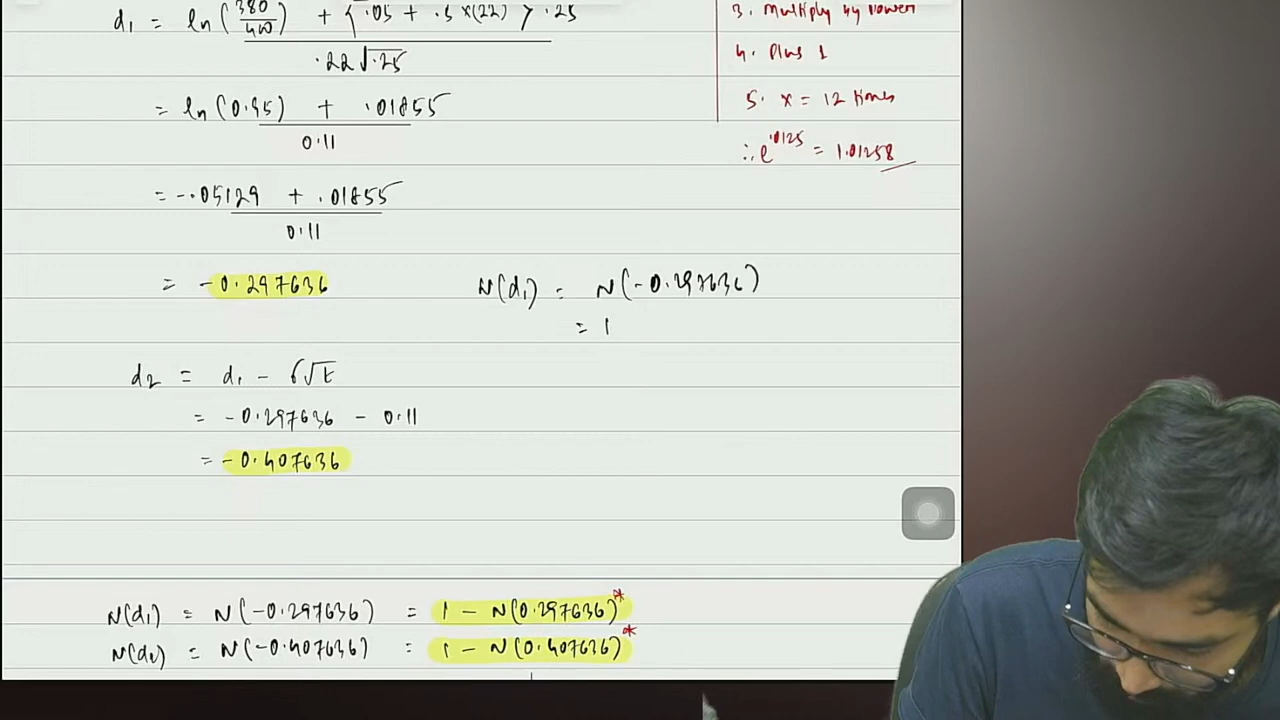 d₁ = ln(380/400) + {.05 + .5 x(22) } .25
.22√.25
= ln(0.95) + .01855
0.11
= -.05129 + .01855
0.11
= -0.297636
N(d₁) = N(-0.297636)
= 1
d₂ = d₁ - σ√t
= -0.297636 - 0.11
= -0.407636
N(d₁) = N(-0.297636) = 1 - N(0.297636)*
N(d₂) = N(-0.407636) = 1 - N(0.407636)*
3. Multiply by power
4. Plus 1
5. x = 12 times
∴ e^.0125 = 1.01258